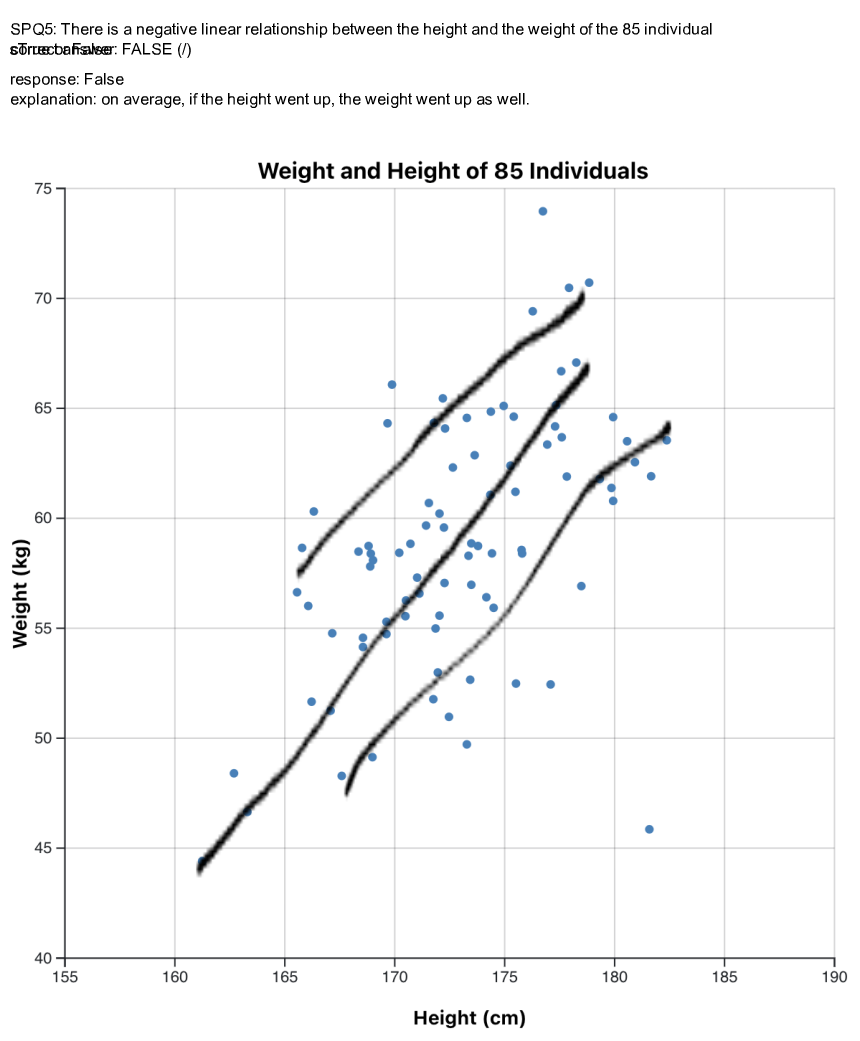 SPQ5: There is a negative linear relationship between the height and the weight of the 85 individual
FALSE (/)
response: False
explanation: on average, if the height went up, the weight went up as well.
Weight and Height of 85 Individuals
75
70
65
60
55
50
45
40
Weight (kg)
155 160 165 170 175 180 185 190
Height (cm)